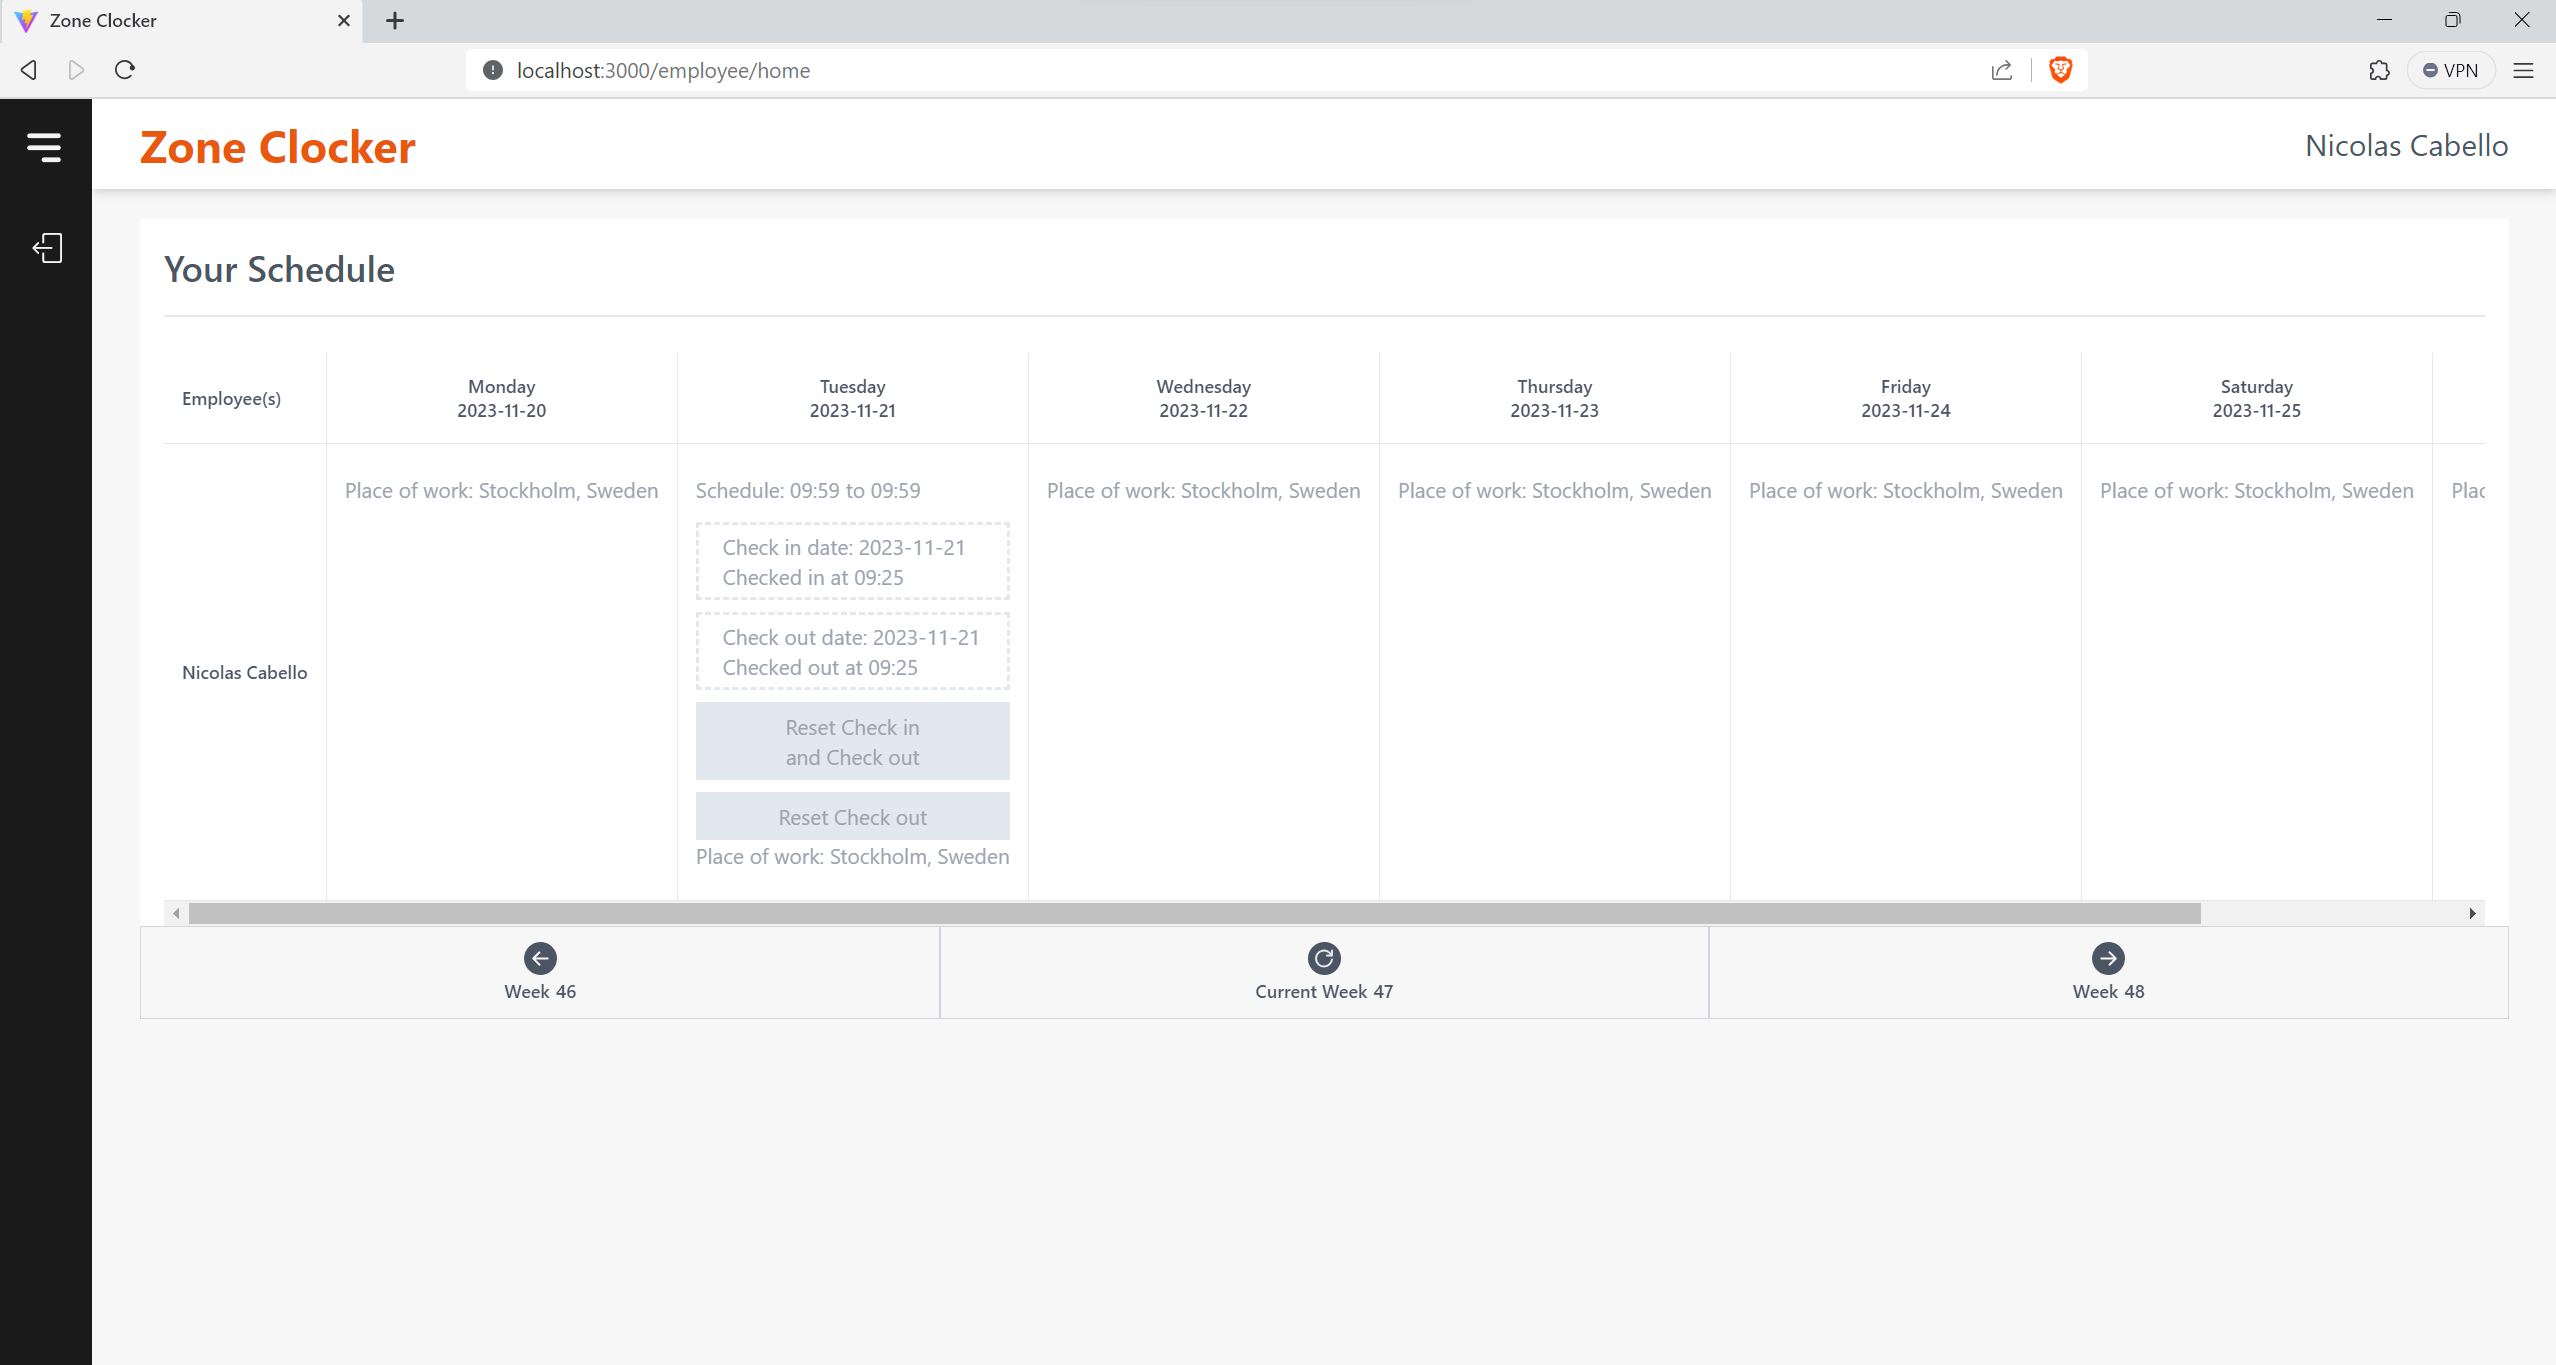 Zone Clocker
localhost:3000/employee/home
VPN
Zone Clocker
Nicolas Cabello
Your Schedule
Employee(s)
Monday
2023-11-20
Tuesday
2023-11-21
Wednesday
2023-11-22
Thursday
2023-11-23
Friday
2023-11-24
Saturday
2023-11-25
Nicolas Cabello
Place of work: Stockholm, Sweden
Schedule: 09:59 to 09:59
Check in date: 2023-11-21
Checked in at 09:25
Check out date: 2023-11-21
Checked out at 09:25
Reset Check in
and Check out
Reset Check out
Place of work: Stockholm, Sweden
Place of work: Stockholm, Sweden
Place of work: Stockholm, Sweden
Place of work: Stockholm, Sweden
Place of work: Stockholm, Sweden
Plac
Week 46
Current Week 47
Week 48